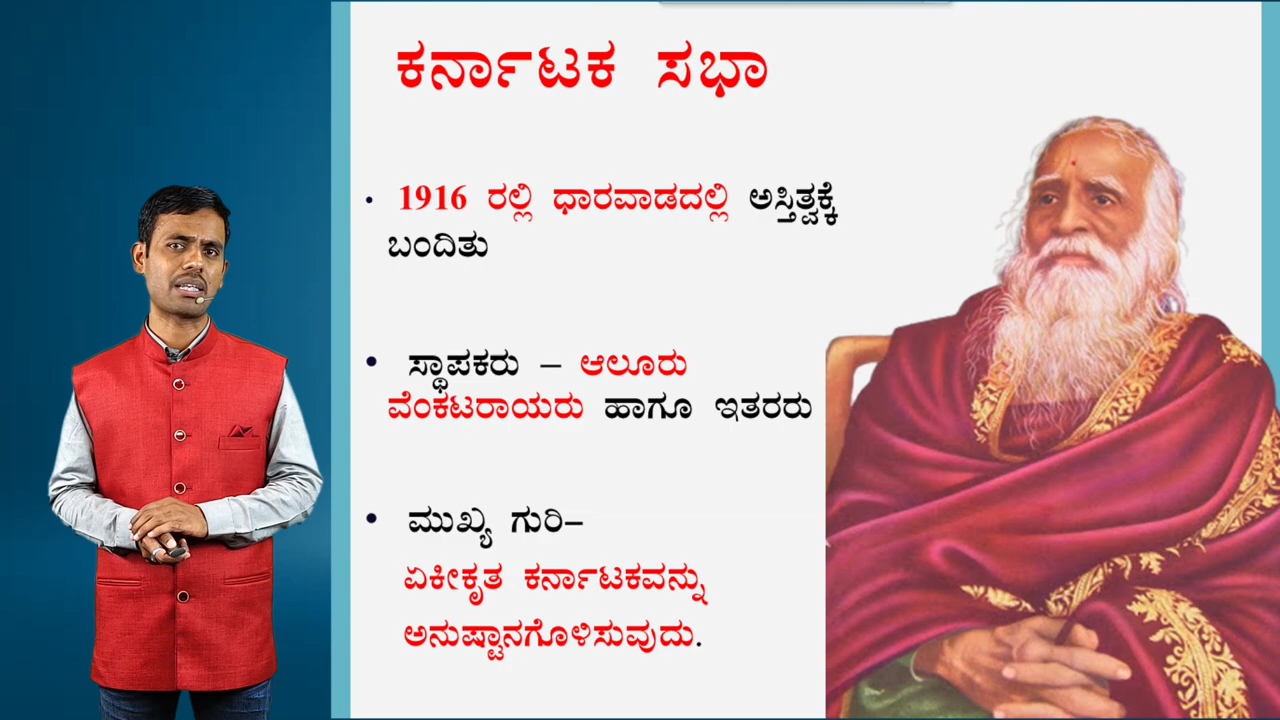 ಕರ್ನಾಟಕ ಸಭಾ
• 1916 ರಲ್ಲಿ ಧಾರವಾಡದಲ್ಲಿ ಅಸ್ತಿತ್ವಕ್ಕೆ
ಬಂದಿತು
• ಸ್ಥಾಪಕರು – ಆಲೂರು
ವೆಂಕಟರಾಯರು ಹಾಗೂ ಇತರರು
• ಮುಖ್ಯ ಗುರಿ–
ಏಕೀಕೃತ ಕರ್ನಾಟಕವನ್ನು
ಅನುಷ್ಟಾನಗೊಳಿಸುವುದು.